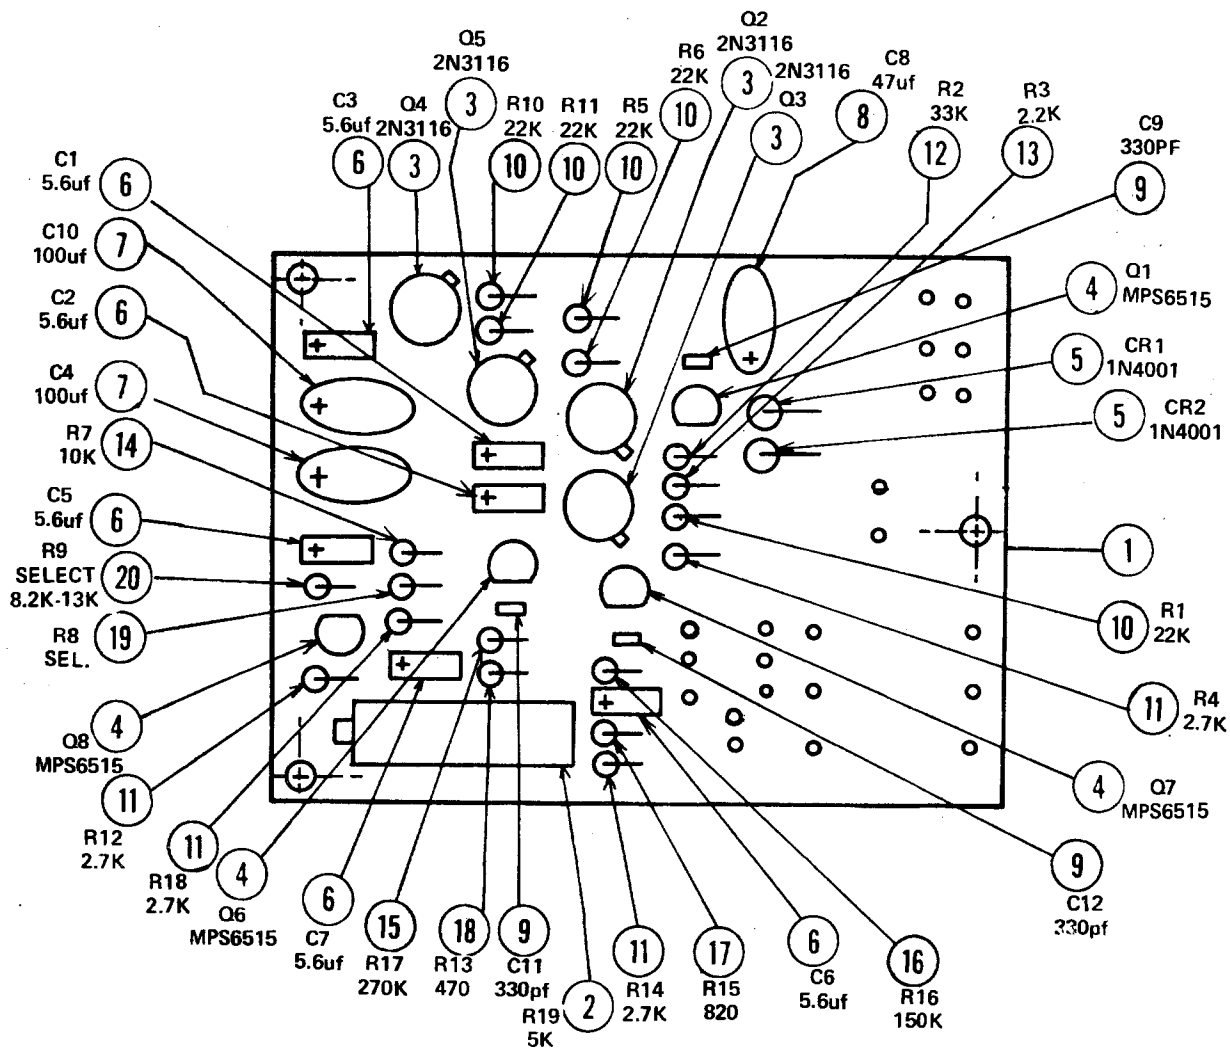 Q5
2N3116
3
Q4
2N3116
3
C3
5.6uf
6
R10
22K
10
R11
22K
10
R5
22K
10
R6
22K
10
Q2
2N3116
3
2N3116
Q3
3
C8
47uf
8
R2
33K
12
R3
2.2K
13
C9
330PF
9
C1
5.6uf
6
C10
100uf
7
C2
5.6uf
6
C4
100uf
7
R7
10K
14
C5
5.6uf
6
R9
SELECT
8.2K-13K
20
R8
SEL.
19
4
Q8
MPS6515
11
R12
2.7K
11
R18
2.7K
4
Q6
MPS6515
6
C7
5.6uf
15
R17
270K
18
R13
470
9
C11
330pf
2
R19
5K
11
R14
2.7K
17
R15
820
6
C6
5.6uf
16
R16
150K
9
C12
330pf
4
Q7
MPS6515
11
R4
2.7K
10
R1
22K
1
5
CR2
1N4001
5
CR1
1N4001
4
Q1
MPS6515
+
+
+
+
+
+
+
+
+
+